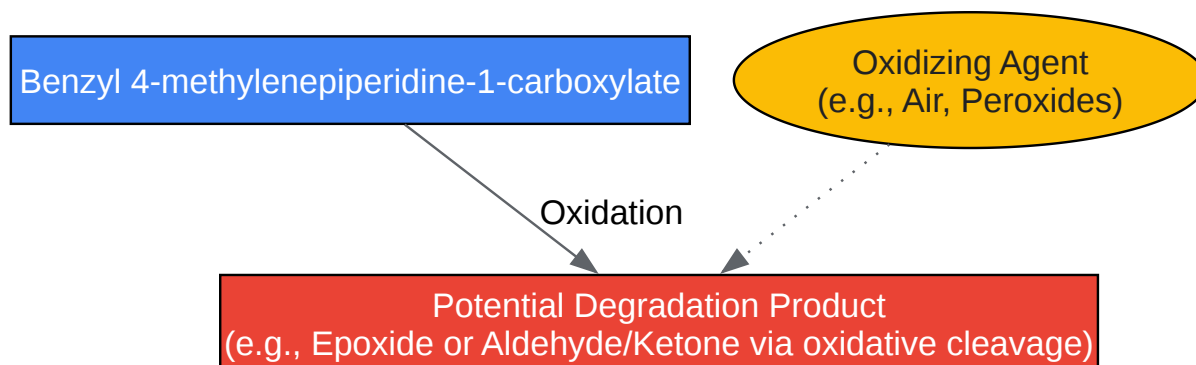 Benzyl 4-methylenepiperidine-1-carboxylate
Oxidizing Agent
(e.g., Air, Peroxides)
Oxidation
Potential Degradation Product
(e.g., Epoxide or Aldehyde/Ketone via oxidative cleavage)